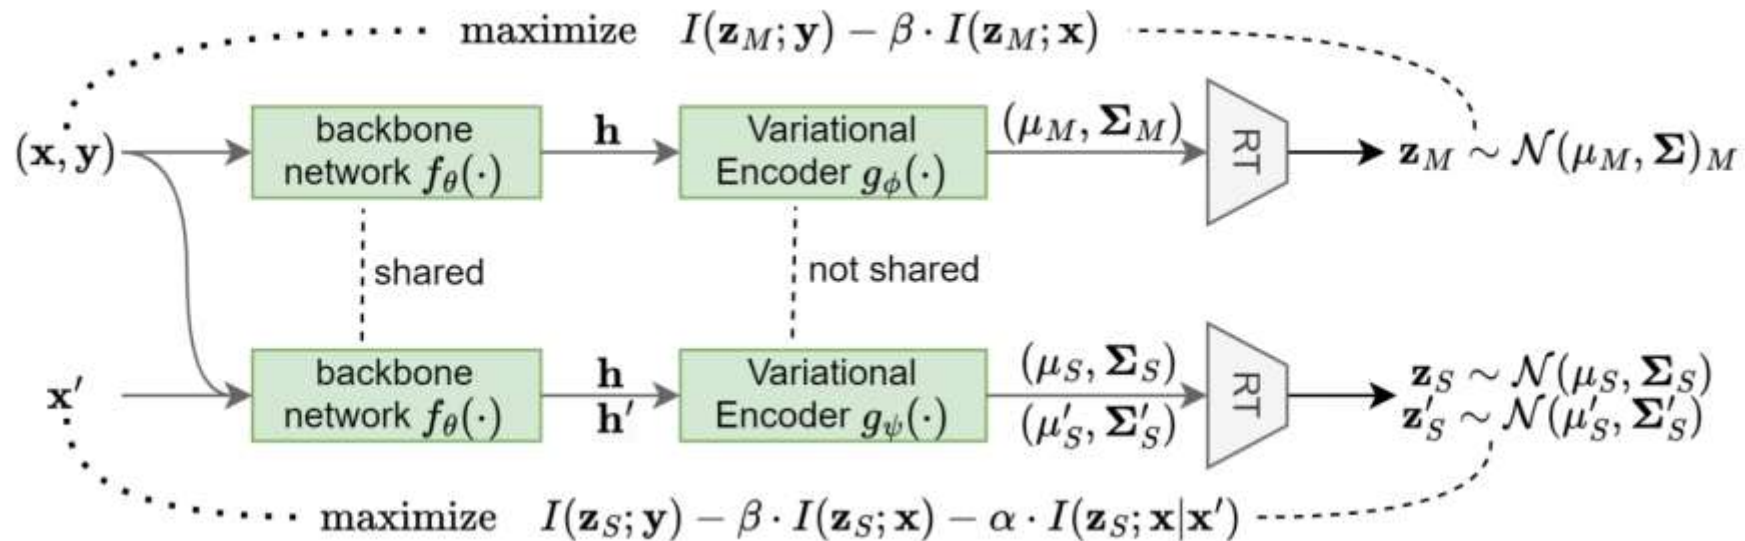 maximize I(z_M; y) − β · I(z_M; x)
(x, y)
backbone
network f_θ(·)
h
Variational
Encoder g_ϕ(·)
(μ_M, Σ_M)
RT
z_M ∼ 𝒩(μ_M, Σ)_M
shared
not shared
x′
backbone
network f_θ(·)
h
h′
Variational
Encoder g_ψ(·)
(μ_S, Σ_S)
(μ′_S, Σ′_S)
RT
z_S ∼ 𝒩(μ_S, Σ_S)
z′_S ∼ 𝒩(μ′_S, Σ′_S)
maximize I(z_S; y) − β · I(z_S; x) − α · I(z_S; x|x′)